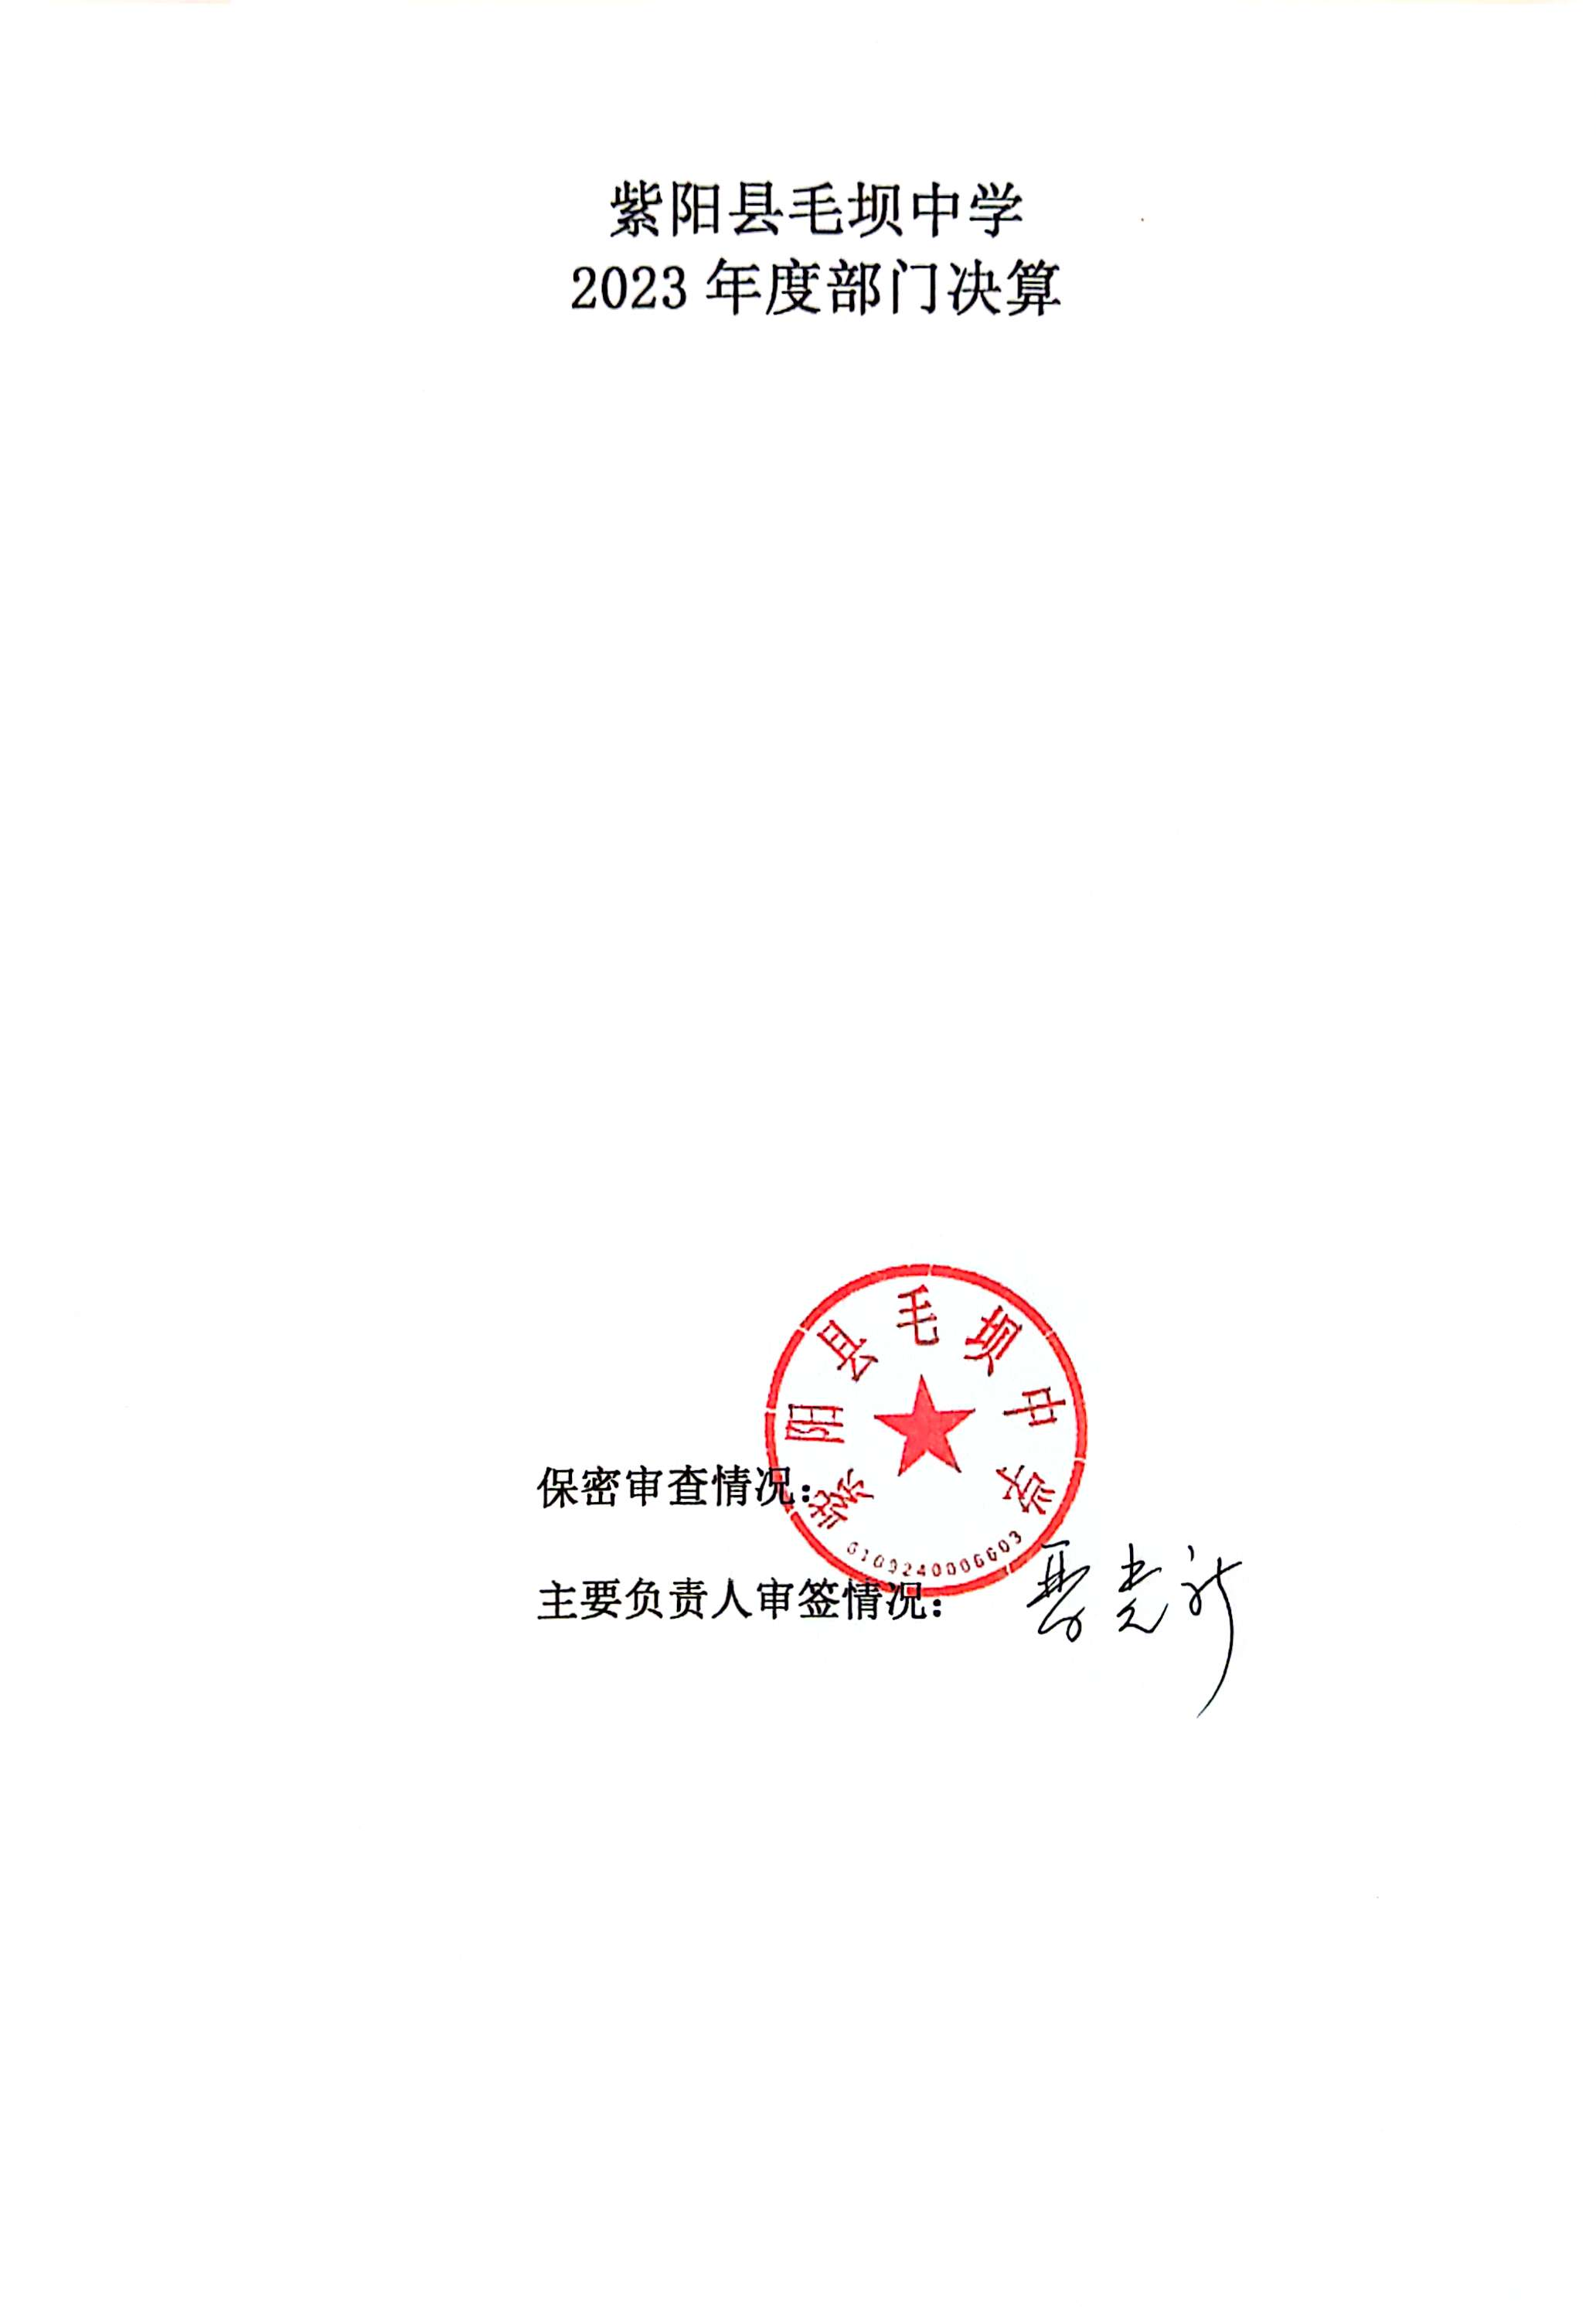 紫阳县毛坝中学
2023 年度部门决算
紫阳县毛坝中学
保密审查情况：
主要负责人审签情况：